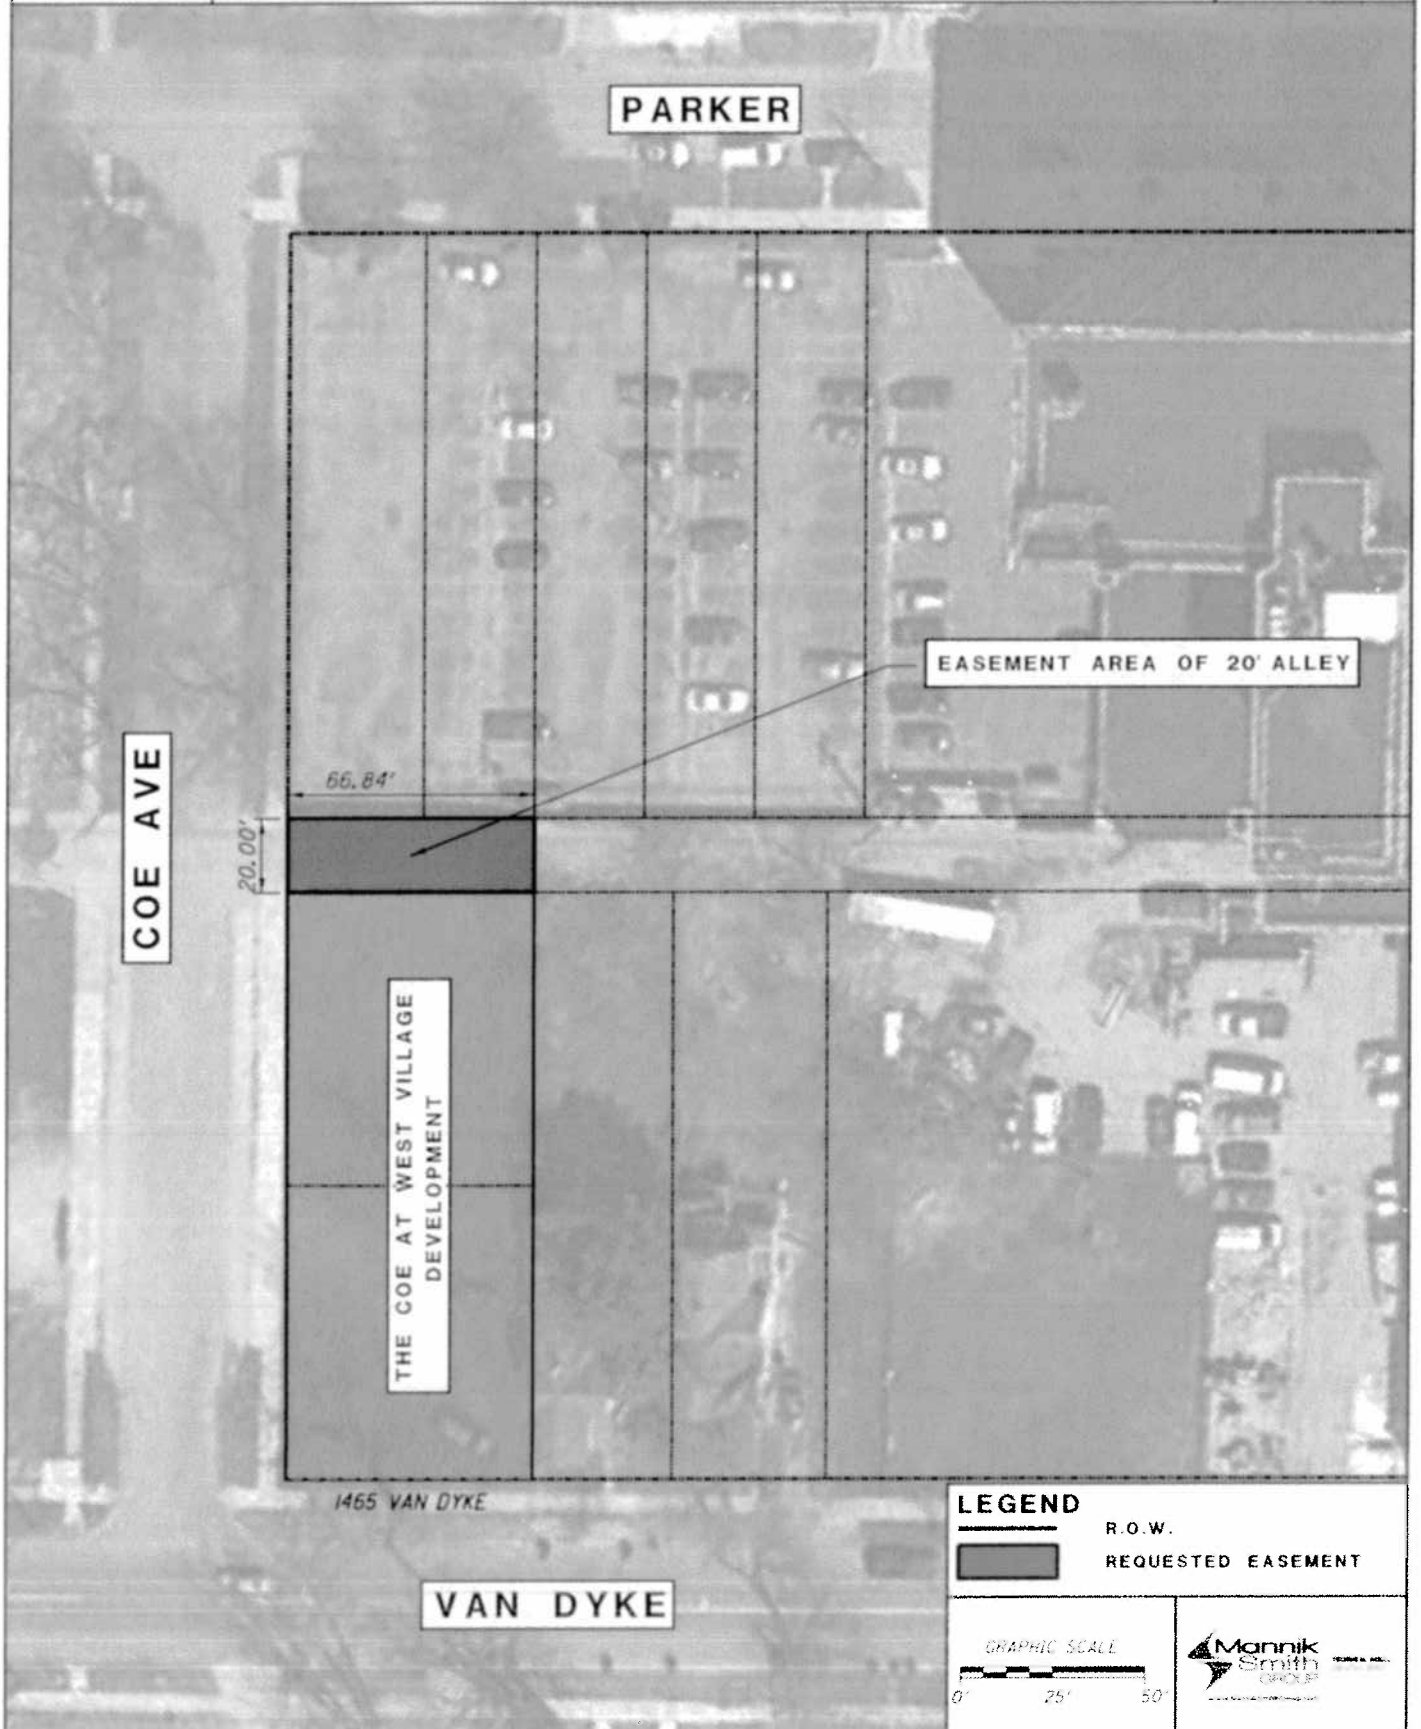 PARKER
EASEMENT AREA OF 20' ALLEY
66.84'
20.00'
COE AVE
THE COE AT WEST VILLAGE
DEVELOPMENT
1465 VAN DYKE
VAN DYKE
LEGEND
R.O.W.
REQUESTED EASEMENT
GRAPHIC SCALE
0' 25' 50'
Mannik
Smith
GROUP